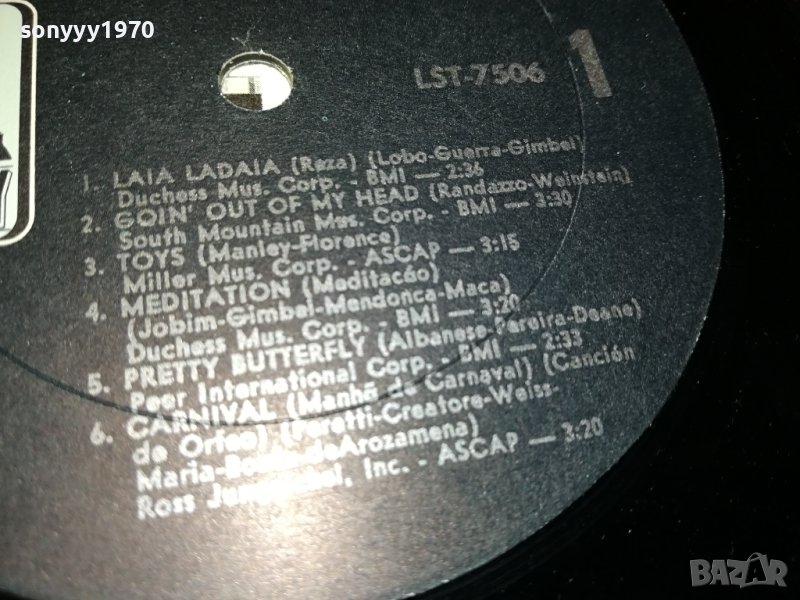 sonyyy1970
LST-7506
1
1. LAIA LADAIA (Reza) (Lobo-Guerra-Gimbel)
Duchess Mus. Corp. - BMI — 2:36
2. GOIN' OUT OF MY HEAD (Randazzo-Weinstein)
South Mountain Mus. Corp. - BMI — 3:30
3. TOYS (Manley-Florence)
Miller Mus. Corp. - ASCAP — 3:15
4. MEDITATION (Meditacáo)
(Jobim-Gimbel-Mendonca-Maca)
Duchess Mus. Corp. - BMI — 3:20
5. PRETTY BUTTERFLY (Albanese-Pereira-Deane)
Peer International Corp. - BMI — 2:33
6. CARNIVAL (Manhã de Carnaval) (Canción
de Orfeo) (Peretti-Creatore-Weiss-
Maria-Bonfa-deArozamena)
Ross Jungnickel, Inc. - ASCAP — 3:20
BAZAR